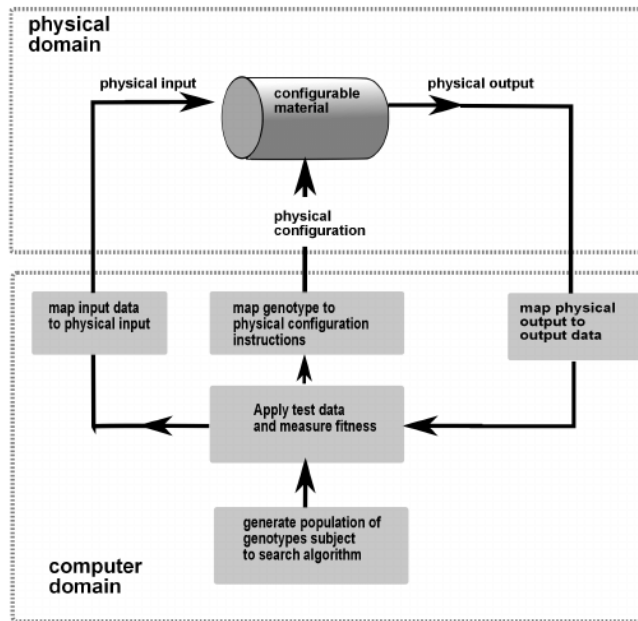 physical
domain
physical input
configurable
material
physical output
physical
configuration
map input data
to physical input
map genotype to
physical configuration
instructions
map physical
output to
output data
Apply test data
and measure fitness
generate population of
genotypes subject
to search algorithm
computer
domain